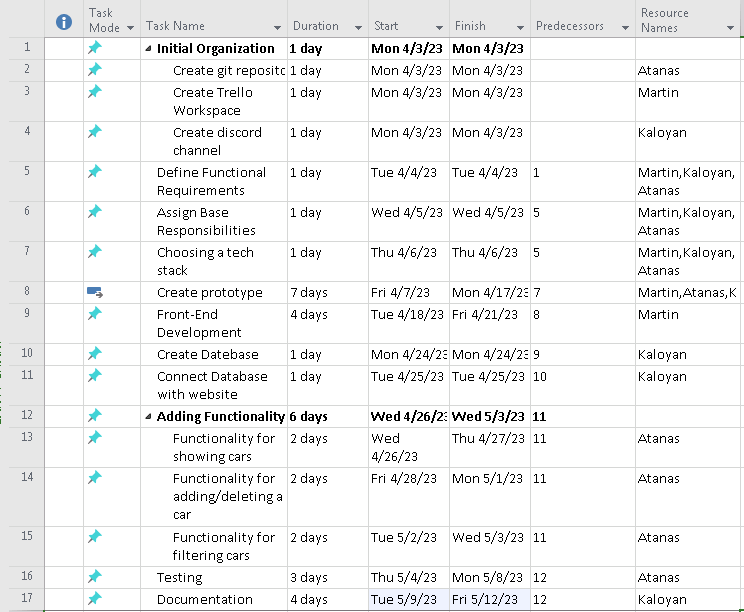 Task Mode Task Name Duration Start Finish Predecessors Resource Names
1 Initial Organization 1 day Mon 4/3/23 Mon 4/3/23
2 Create git reposito 1 day Mon 4/3/23 Mon 4/3/23 Atanas
3 Create Trello Workspace 1 day Mon 4/3/23 Mon 4/3/23 Martin
4 Create discord channel 1 day Mon 4/3/23 Mon 4/3/23 Kaloyan
5 Define Functional Requirements 1 day Tue 4/4/23 Tue 4/4/23 1 Martin,Kaloyan,Atanas
6 Assign Base Responsibilities 1 day Wed 4/5/23 Wed 4/5/23 5 Martin,Kaloyan,Atanas
7 Choosing a tech stack 1 day Thu 4/6/23 Thu 4/6/23 5 Martin,Kaloyan,Atanas
8 Create prototype 7 days Fri 4/7/23 Mon 4/17/23 7 Martin,Atanas,K
9 Front-End Development 4 days Tue 4/18/23 Fri 4/21/23 8 Martin
10 Create Datebase 1 day Mon 4/24/23 Mon 4/24/23 9 Kaloyan
11 Connect Database with website 1 day Tue 4/25/23 Tue 4/25/23 10 Kaloyan
12 Adding Functionality 6 days Wed 4/26/23 Wed 5/3/23 11
13 Functionality for showing cars 2 days Wed 4/26/23 Thu 4/27/23 11 Atanas
14 Functionality for adding/deleting a car 2 days Fri 4/28/23 Mon 5/1/23 11 Atanas
15 Functionality for filtering cars 2 days Tue 5/2/23 Wed 5/3/23 11 Atanas
16 Testing 3 days Thu 5/4/23 Mon 5/8/23 12 Atanas
17 Documentation 4 days Tue 5/9/23 Fri 5/12/23 12 Kaloyan